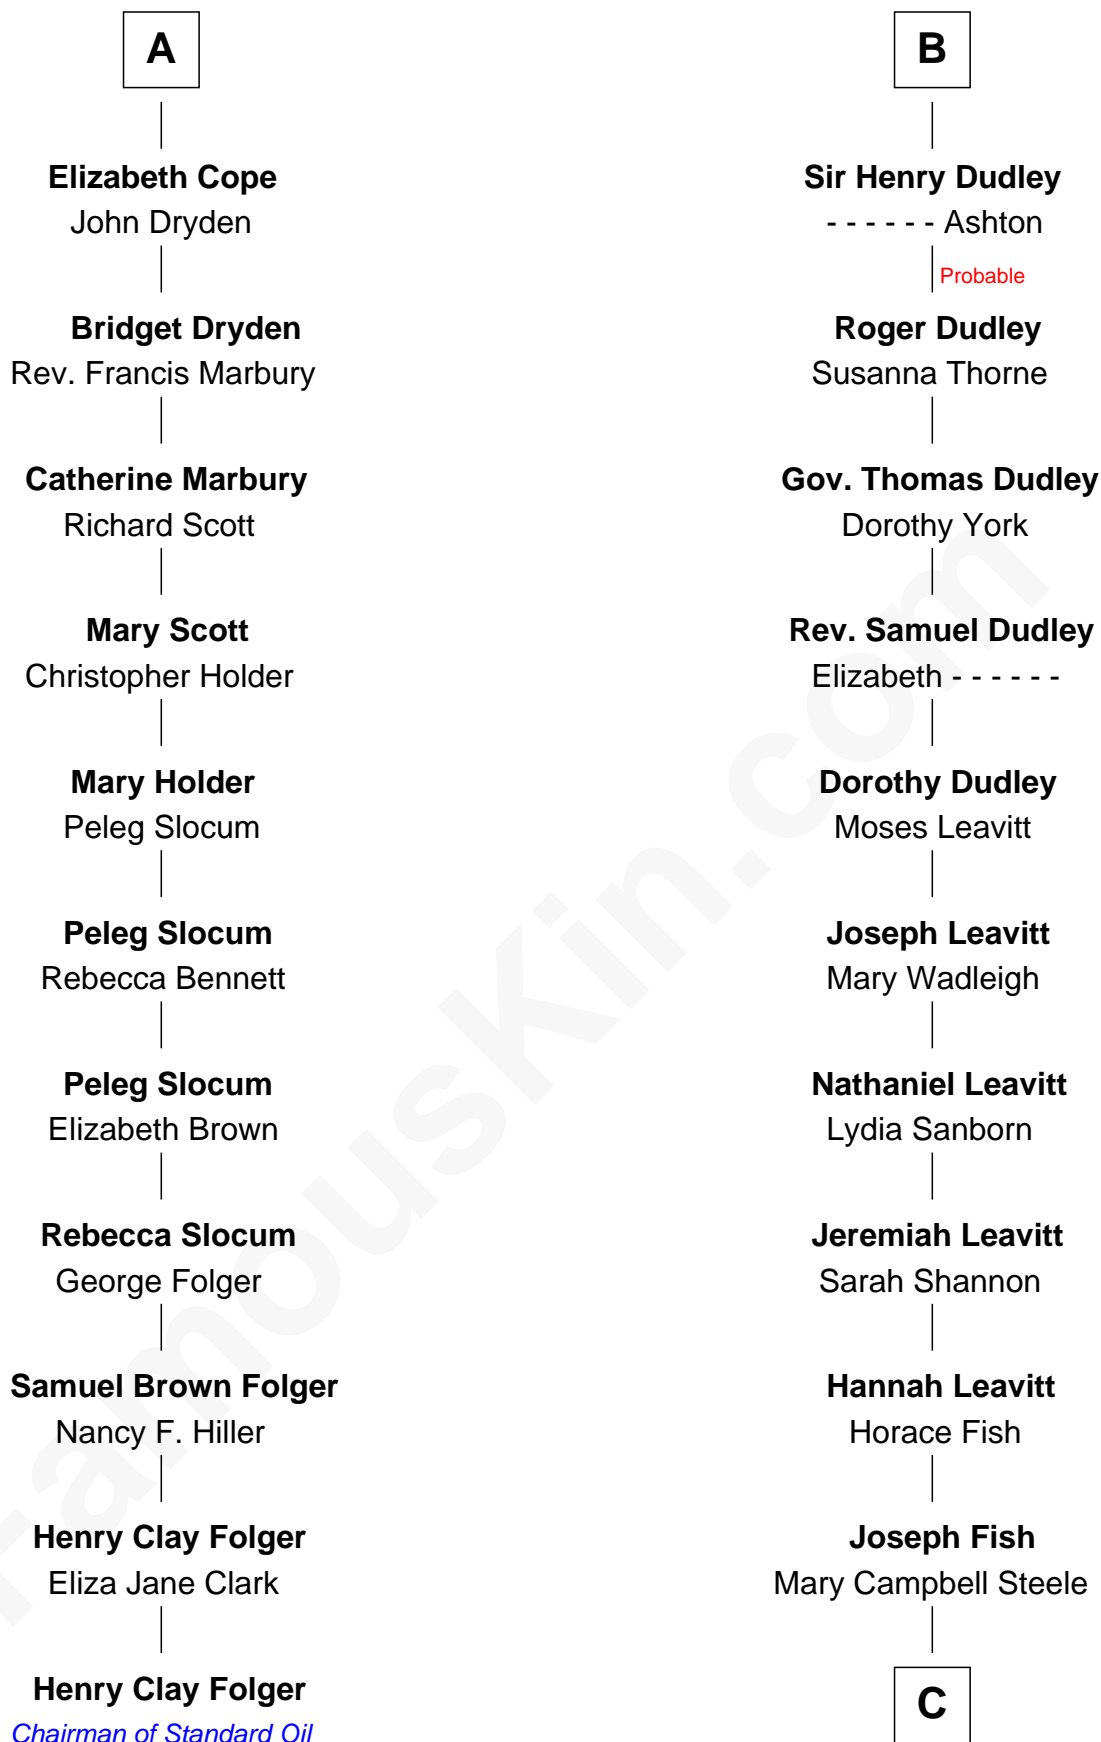 A
Elizabeth Cope
John Dryden
Bridget Dryden
Rev. Francis Marbury
Catherine Marbury
Richard Scott
Mary Scott
Christopher Holder
Mary Holder
Peleg Slocum
Peleg Slocum
Rebecca Bennett
Peleg Slocum
Elizabeth Brown
Rebecca Slocum
George Folger
Samuel Brown Folger
Nancy F. Hiller
Henry Clay Folger
Eliza Jane Clark
Henry Clay Folger
Chairman of Standard Oil
B
Sir Henry Dudley
- - - - - - Ashton
Probable
Roger Dudley
Susanna Thorne
Gov. Thomas Dudley
Dorothy York
Rev. Samuel Dudley
Elizabeth - - - - - -
Dorothy Dudley
Moses Leavitt
Joseph Leavitt
Mary Wadleigh
Nathaniel Leavitt
Lydia Sanborn
Jeremiah Leavitt
Sarah Shannon
Hannah Leavitt
Horace Fish
Joseph Fish
Mary Campbell Steele
C
FamousKin.com